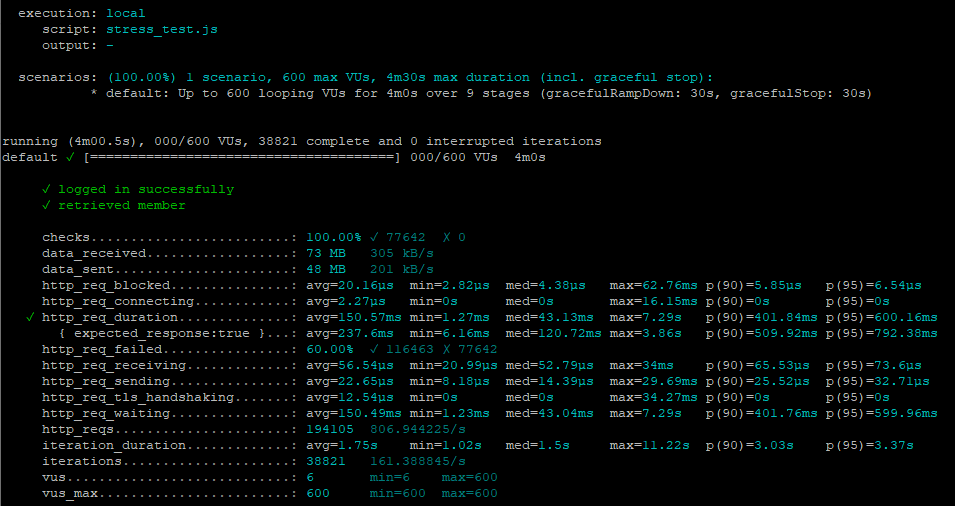 execution: local
script: stress_test.js
output: -
scenarios: (100.00%) 1 scenario, 600 max VUs, 4m30s max duration (incl. graceful stop):
* default: Up to 600 looping VUs for 4m0s over 9 stages (gracefulRampDown: 30s, gracefulStop: 30s)
running (4m00.5s), 000/600 VUs, 38821 complete and 0 interrupted iterations
default ✓ [======================================] 000/600 VUs  4m0s
✓ logged in successfully
✓ retrieved member
checks.........................: 100.00% ✓ 77642  X 0
data_received..................: 73 MB   305 kB/s
data_sent......................: 48 MB   201 kB/s
http_req_blocked...............: avg=20.16µs  min=2.82µs  med=4.38µs   max=62.76ms p(90)=5.85µs   p(95)=6.54µs
http_req_connecting............: avg=2.27µs   min=0s      med=0s       max=16.15ms p(90)=0s       p(95)=0s
✓ http_req_duration..............: avg=150.57ms min=1.27ms  med=43.13ms  max=7.29s   p(90)=401.84ms p(95)=600.16ms
{ expected_response:true }...: avg=237.6ms  min=6.16ms  med=120.72ms max=3.86s   p(90)=509.92ms p(95)=792.38ms
http_req_failed................: 60.00%  ✓ 116463 X 77642
http_req_receiving.............: avg=56.54µs  min=20.99µs med=52.79µs  max=34ms    p(90)=65.53µs  p(95)=73.6µs
http_req_sending...............: avg=22.65µs  min=8.18µs  med=14.39µs  max=29.69ms p(90)=25.52µs  p(95)=32.71µs
http_req_tls_handshaking.......: avg=12.54µs  min=0s      med=0s       max=34.27ms p(90)=0s       p(95)=0s
http_req_waiting...............: avg=150.49ms min=1.23ms  med=43.04ms  max=7.29s   p(90)=401.76ms p(95)=599.96ms
http_reqs......................: 194105  806.944225/s
iteration_duration.............: avg=1.75s    min=1.02s   med=1.5s     max=11.22s  p(90)=3.03s    p(95)=3.37s
iterations.....................: 38821   161.388845/s
vus............................: 6       min=6    max=600
vus_max........................: 600     min=600  max=600